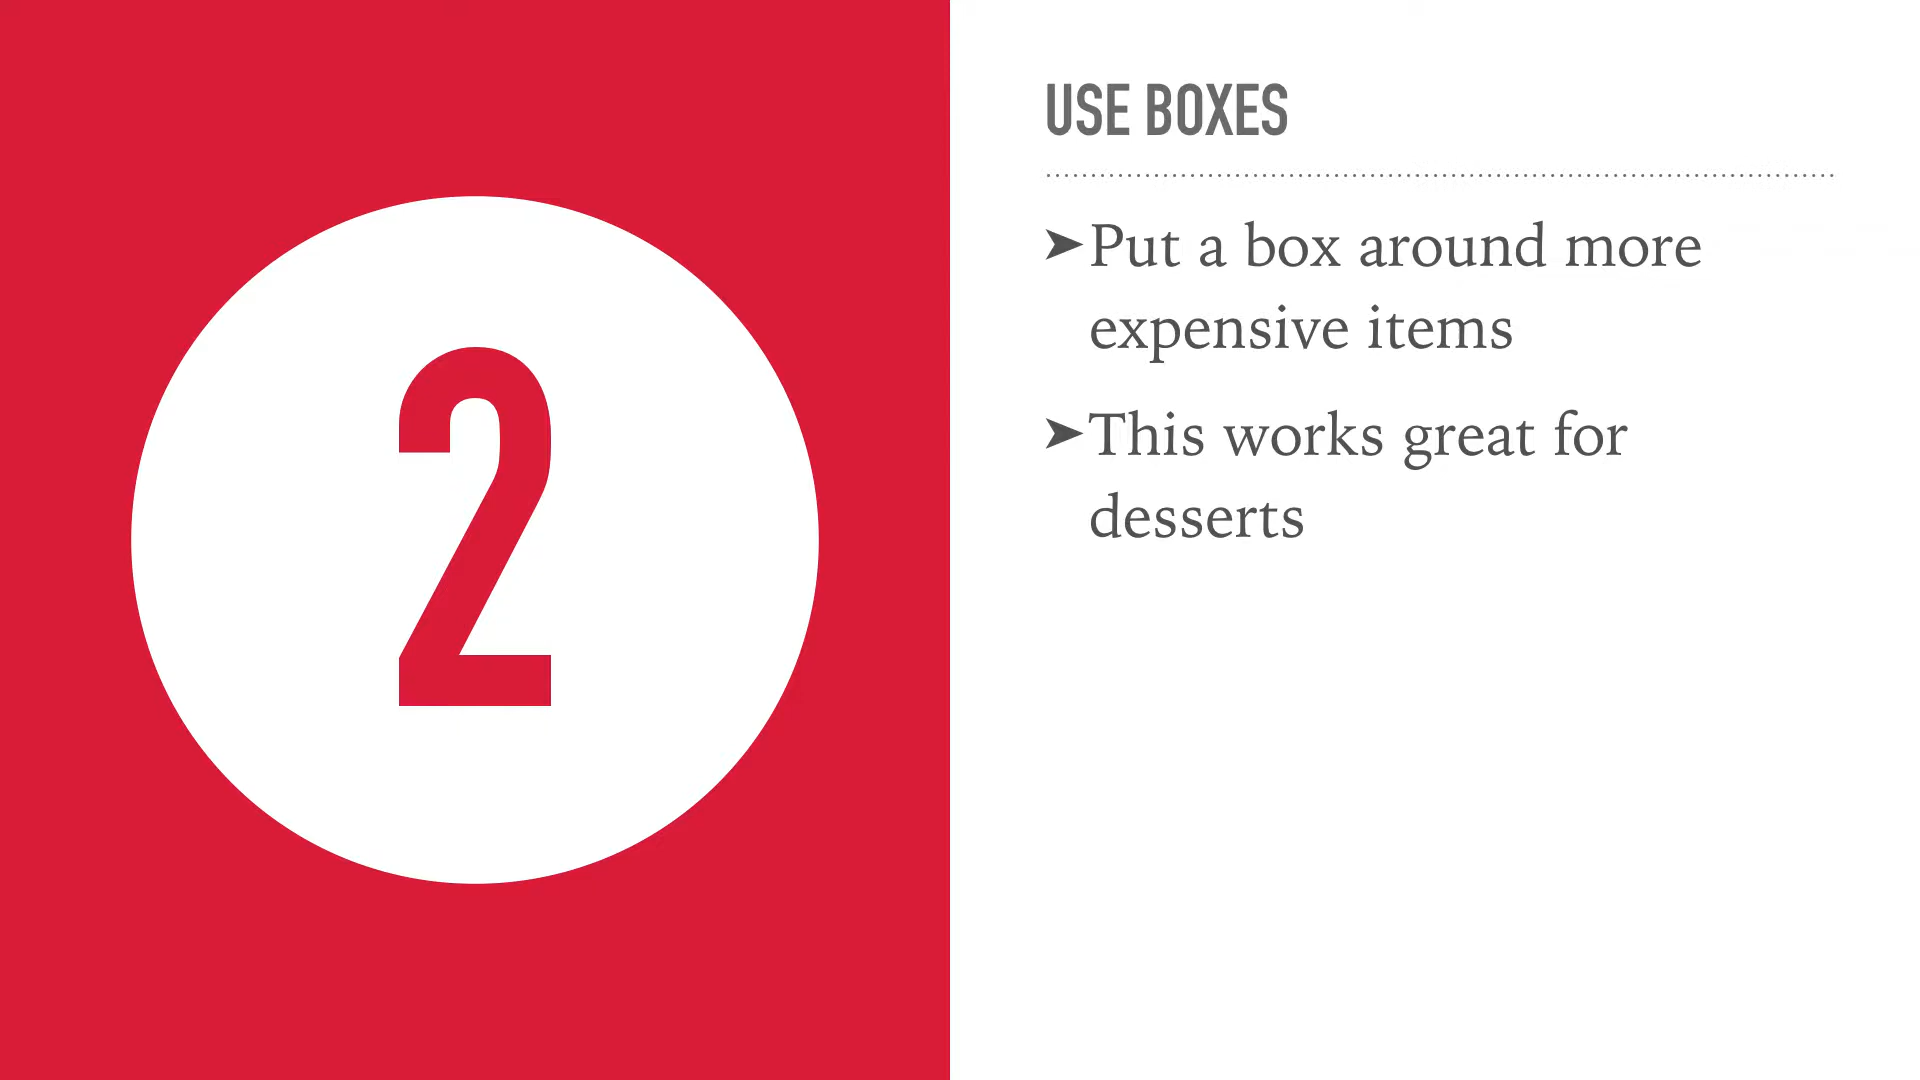 2
USE BOXES
➤Put a box around more
expensive items
➤This works great for
desserts